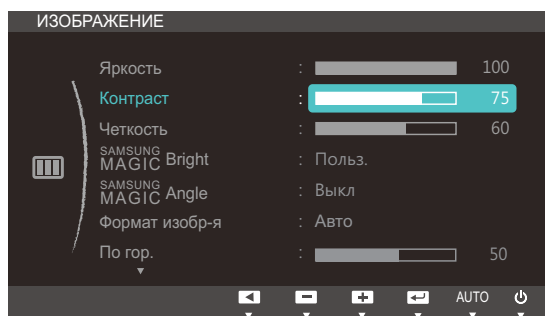 ИЗОБРАЖЕНИЕ
Яркость : 100
Контраст : 75
Четкость : 60
SAMSUNG MAGIC Bright : Польз.
SAMSUNG MAGIC Angle : Выкл
Формат изобр-я : Авто
По гор. : 50
AUTO